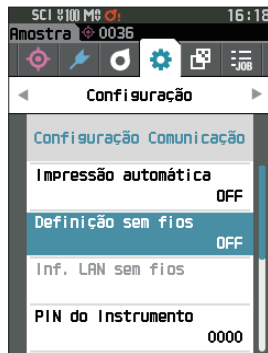 SCI 100 M 16:18
Amostra 0036
-JOB
Configuração
Configuração Comunicação
Impressão automática
OFF
Definição sem fios
OFF
Inf. LAN sem fios
PIN do Instrumento
0000